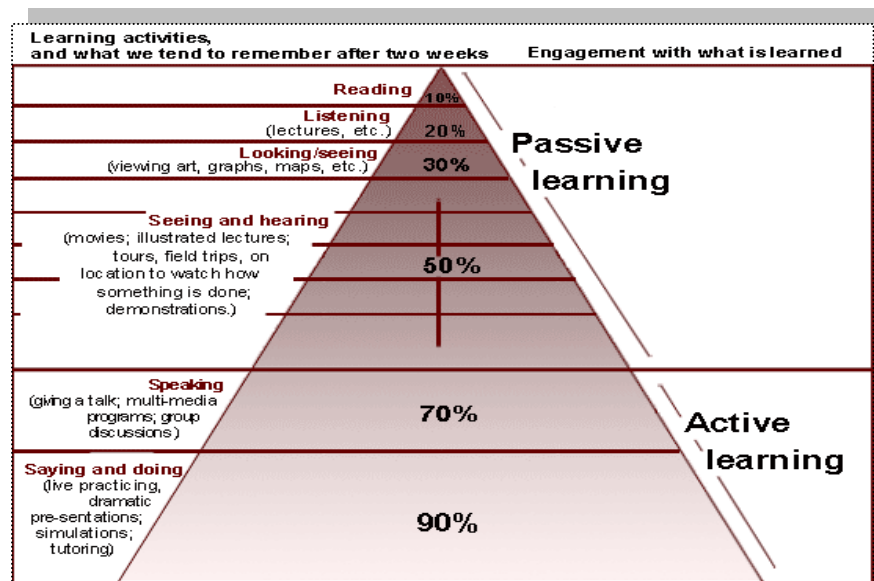 Learning activities,
and what we tend to remember after two weeks
Engagement with what is learned
Reading
10%
Listening
(lectures, etc.)
20%
Looking/seeing
(viewing art, graphs, maps, etc.)
30%
Seeing and hearing
(movies; illustrated lectures;
tours, field trips, on
location to watch how
something is done;
demonstrations.)
50%
Passive
learning
Speaking
(giving a talk; multi-media
programs; group
discussions)
70%
Saying and doing
(live practicing,
dramatic
pre-sentations;
simulations;
tutoring)
90%
Active
learning